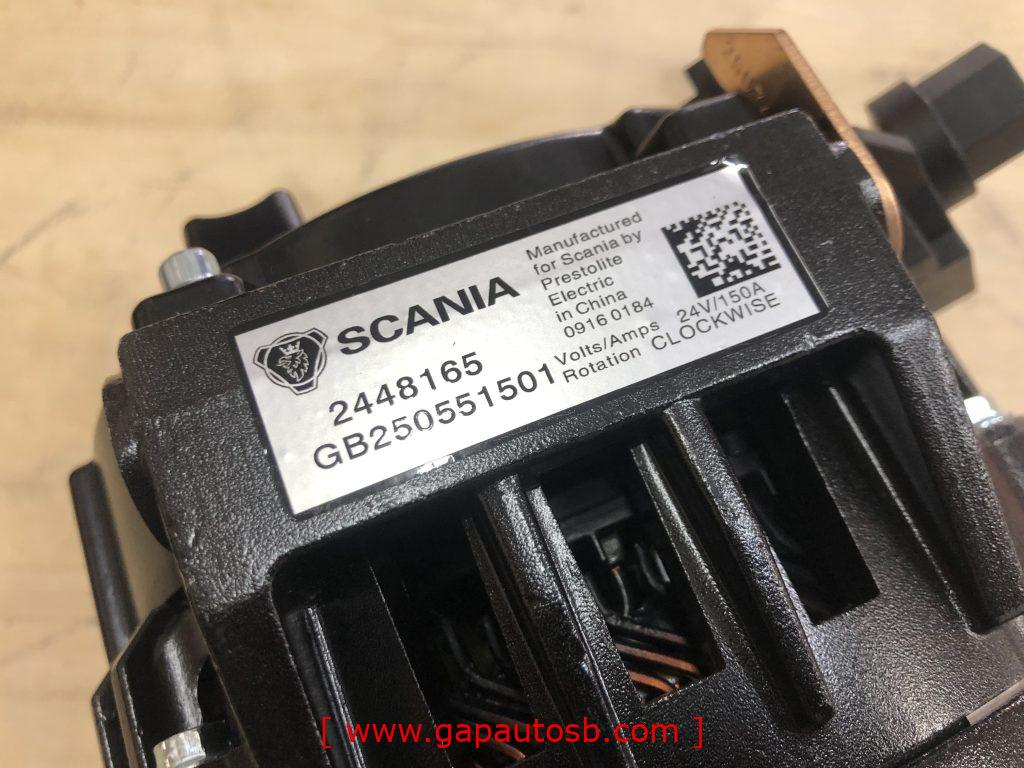 SCANIA
2448165
GB250551501
Manufactured
for Scania by
Prestolite
Electric
in China
0916 0184
Volts/Amps 24V/150A
Rotation CLOCKWISE
[ www.gapautosb.com ]